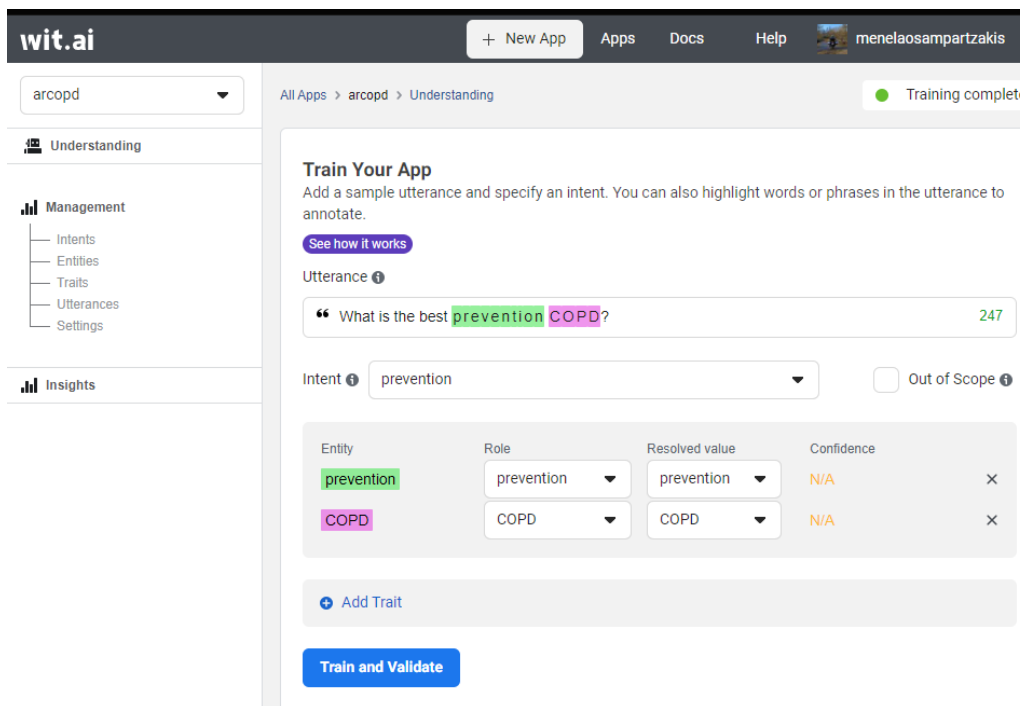 wit.ai
+ New App Apps Docs Help menelaosampartzakis
arcopd
All Apps > arcopd > Understanding
Training complete
Understanding
Management
Intents
Entities
Traits
Utterances
Settings
Insights
Train Your App
Add a sample utterance and specify an intent. You can also highlight words or phrases in the utterance to
annotate.
See how it works
Utterance
“ What is the best prevention COPD? 247
Intent prevention Out of Scope
Entity Role Resolved value Confidence
prevention prevention prevention N/A ×
COPD COPD COPD N/A ×
Add Trait
Train and Validate